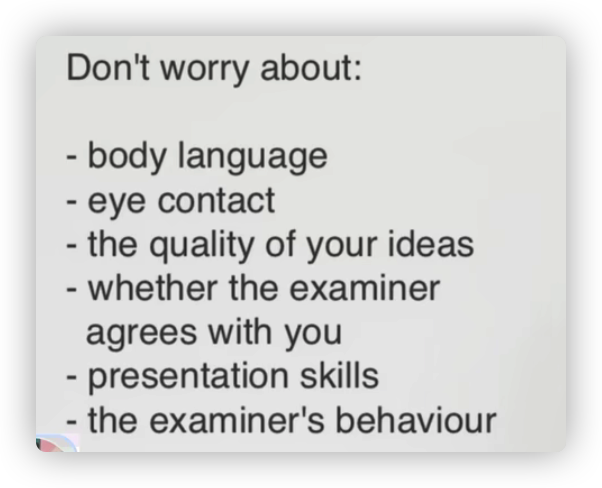 Don't worry about:
- body language
- eye contact
- the quality of your ideas
- whether the examiner
agrees with you
- presentation skills
- the examiner's behaviour